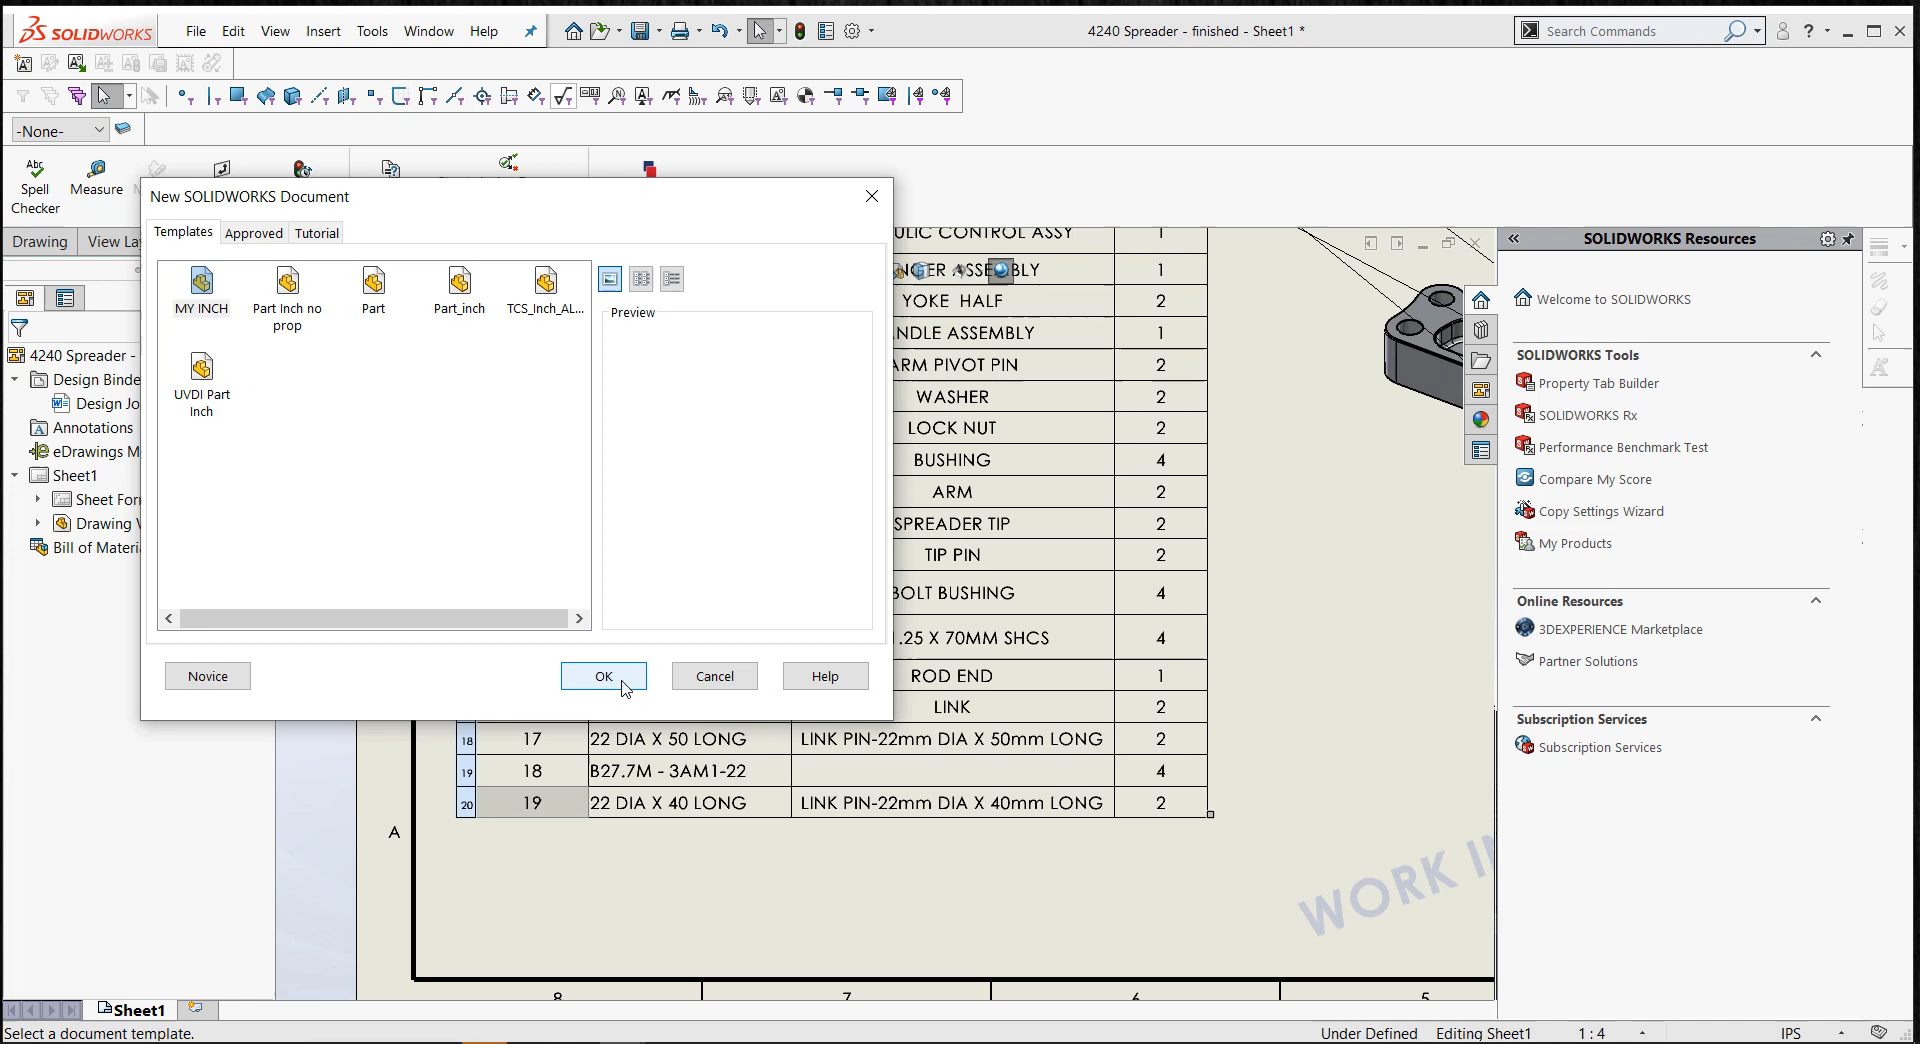 SOLIDWORKS
File Edit View Insert Tools Window Help
4240 Spreader - finished - Sheet1 *
Search Commands
-None-
Abc
Spell
Checker
Measure
Drawing
View La
New SOLIDWORKS Document
Templates
Approved
Tutorial
MY INCH
Part Inch no
prop
Part
Part_inch
TCS_Inch_AL...
UVDI Part
Inch
Preview
Novice
OK
Cancel
Help
4240 Spreader -
Design Binde
Design Jo
Annotations
eDrawings M
Sheet1
Sheet For
Drawing V
Bill of Materi
ULIC CONTROL ASSY 1
1
YOKE HALF 2
NDLE ASSEMBLY 1
ARM PIVOT PIN 2
WASHER 2
LOCK NUT 2
BUSHING 4
ARM 2
SPREADER TIP 2
TIP PIN 2
BOLT BUSHING 4
.25 X 70MM SHCS 4
ROD END 1
LINK 2
18 17 22 DIA X 50 LONG LINK PIN-22mm DIA X 50mm LONG 2
19 18 B27.7M - 3AM1-22 4
20 19 22 DIA X 40 LONG LINK PIN-22mm DIA X 40mm LONG 2
A
WORK IN
8 7 6 5
SOLIDWORKS Resources
Welcome to SOLIDWORKS
SOLIDWORKS Tools
Property Tab Builder
SOLIDWORKS Rx
Performance Benchmark Test
Compare My Score
Copy Settings Wizard
My Products
Online Resources
3DEXPERIENCE Marketplace
Partner Solutions
Subscription Services
Subscription Services
Sheet1
Select a document template.
Under Defined
Editing Sheet1
1 : 4
IPS